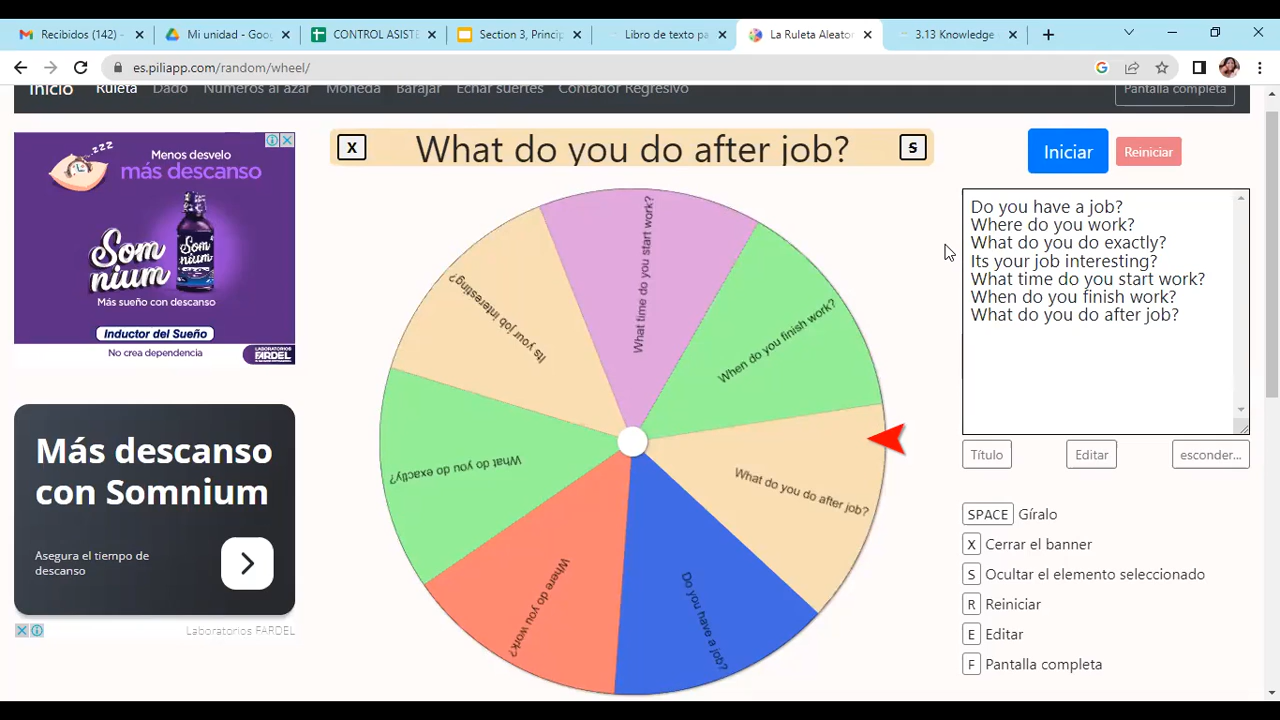 Recibidos (142) -
Mi unidad - Goog
CONTROL ASISTE
Section 3, Princip
Libro de texto pa
La Ruleta Aleator
3.13 Knowledge
es.piliapp.com/random/wheel/
Inicio Ruleta Dado Números al azar Moneda Barajar Echar suertes Contador Regresivo Pantalla completa
Menos desvelo
más descanso
Somnium
Somnium
Más sueño con descanso
Inductor del Sueño
No crea dependencia
LABORATORIOS
FARDEL
Más descanso
con Somnium
Asegura el tiempo de
descanso
Laboratorios FARDEL
X What do you do after job? S
What time do you start work?
When do you finish work?
What do you do after job?
Do you have a job?
Where do you work?
What do you do exactly?
Its your job interesting?
Iniciar Reiniciar
Do you have a job?
Where do you work?
What do you do exactly?
Its your job interesting?
What time do you start work?
When do you finish work?
What do you do after job?
Título Editar esconder...
SPACE Gíralo
X Cerrar el banner
S Ocultar el elemento seleccionado
R Reiniciar
E Editar
F Pantalla completa